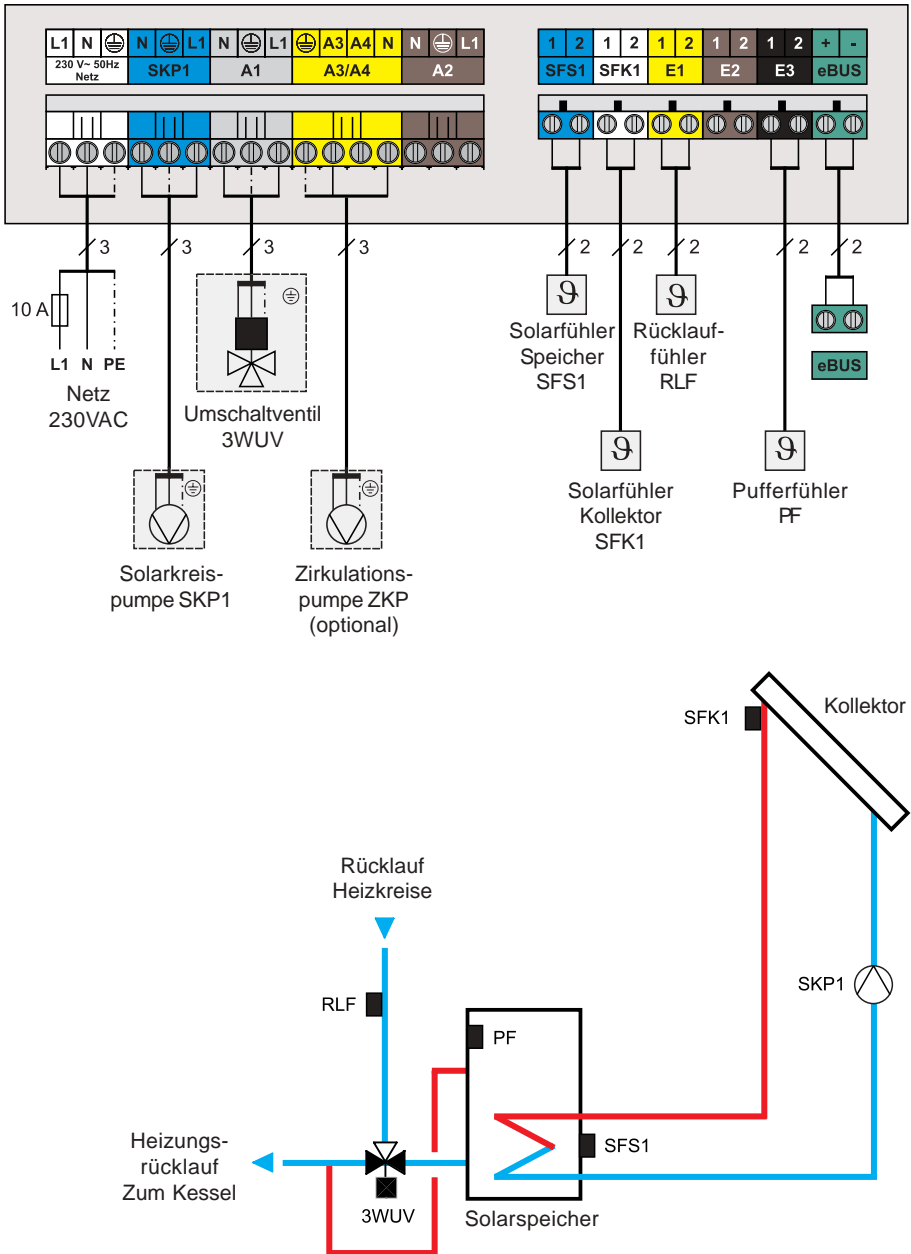 L1 N N L1 N L1 A3 A4 N N L1
230 V~ 50Hz
Netz
SKP1 A1 A3/A4 A2
1 2 1 2 1 2 1 2 1 2 + -
SFS1 SFK1 E1 E2 E3 eBUS
3 3 3 3 2 2 2 2 2
10 A
L1 N PE
Netz
230VAC
Umschaltventil
3WUV
Solarkreis-
pumpe SKP1
Zirkulations-
pumpe ZKP
(optional)
ϑ
Solarfühler
Speicher
SFS1
ϑ
Rücklauf-
fühler
RLF
eBUS
ϑ
Solarfühler
Kollektor
SFK1
ϑ
Pufferfühler
PF
SFK1
Kollektor
Rücklauf
Heizkreise
SKP1
RLF
PF
SFS1
Heizungs-
rücklauf
Zum Kessel
3WUV
Solarspeicher